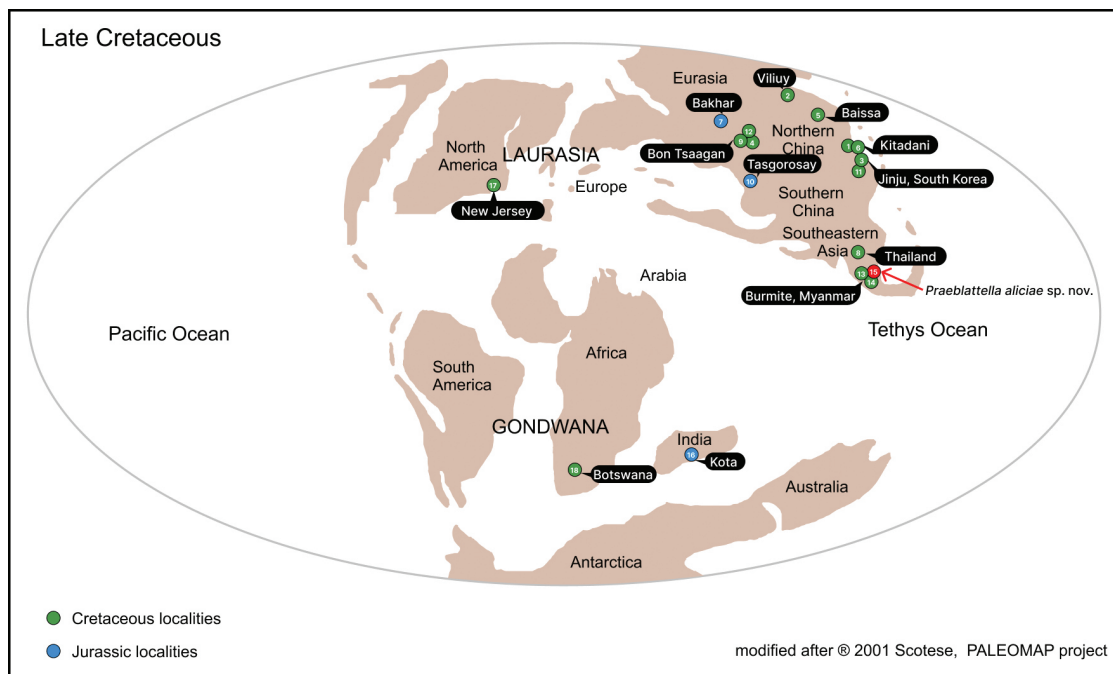 Late Cretaceous
Eurasia
Viliuy
2
Bakhar
7
5
Baissa
12
Northern
China
9
4
Bon Tsaagan
1
6
Kitadani
North
America
LAURASIA
Tasgorosay
3
11
Jinju, South Korea
17
Europe
10
Southern
China
New Jersey
Southeastern
Asia
8
Thailand
Arabia
13
15
14
Burmite, Myanmar
Praeblattella aliciae sp. nov.
Pacific Ocean
Tethys Ocean
Africa
South
America
GONDWANA
India
16
Kota
18
Botswana
Australia
Antarctica
Cretaceous localities
Jurassic localities
modified after ® 2001 Scotese, PALEOMAP project